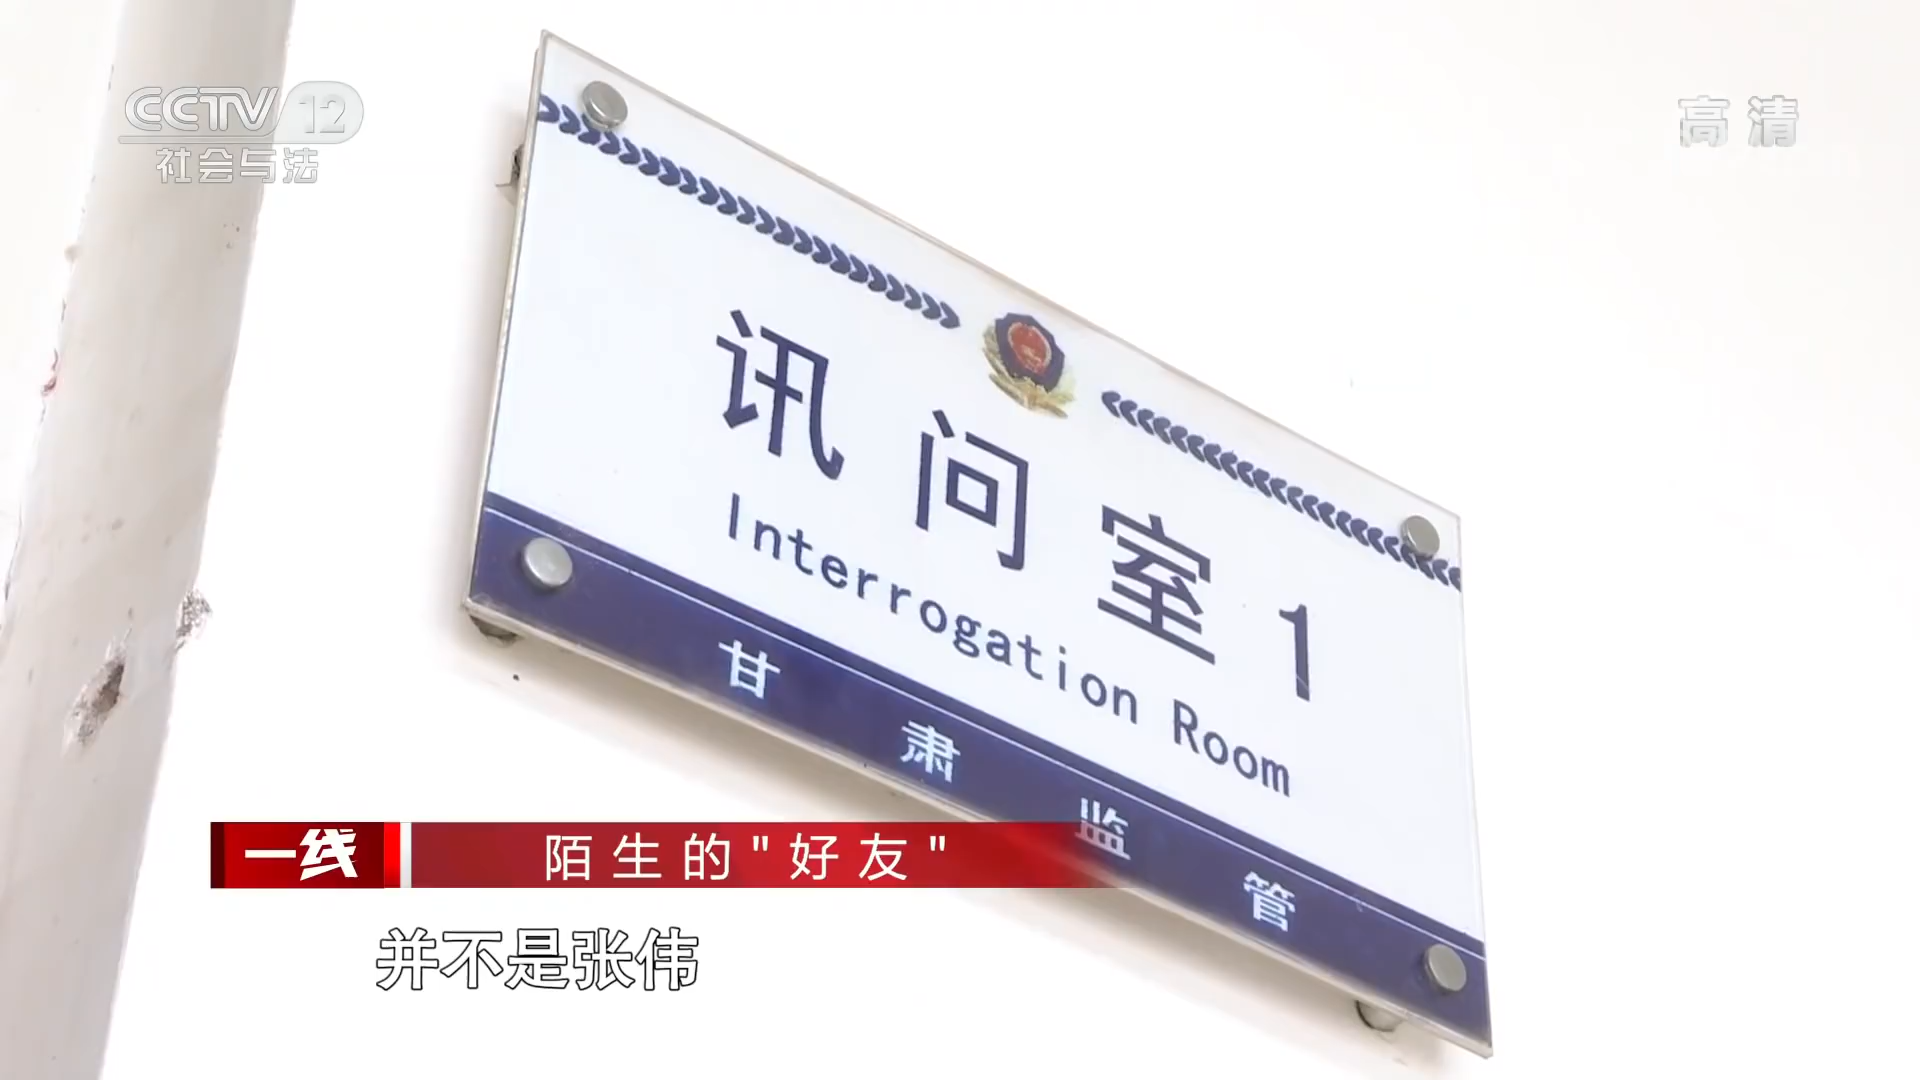 CCTV 12
社会与法
高清
讯问室1
Interrogation Room
甘肃监管
一线
陌生的"好友"
并不是张伟